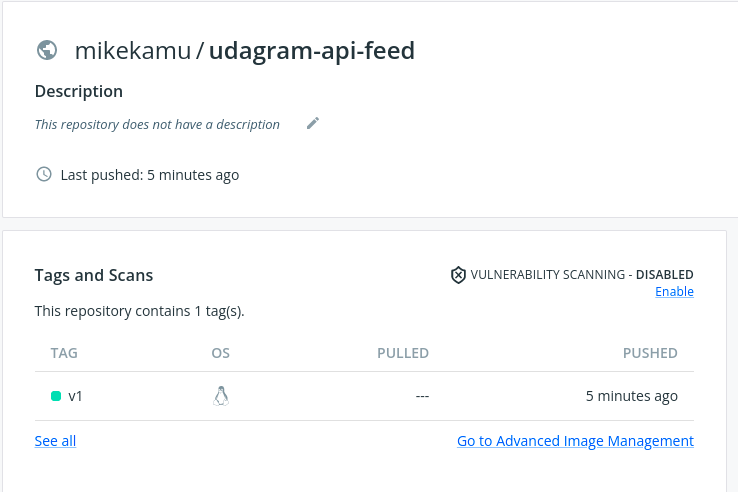 mikekamu / udagram-api-feed
Description
This repository does not have a description
Last pushed: 5 minutes ago
Tags and Scans
VULNERABILITY SCANNING - DISABLED
Enable
This repository contains 1 tag(s).
TAG OS PULLED PUSHED
v1 --- 5 minutes ago
See all Go to Advanced Image Management